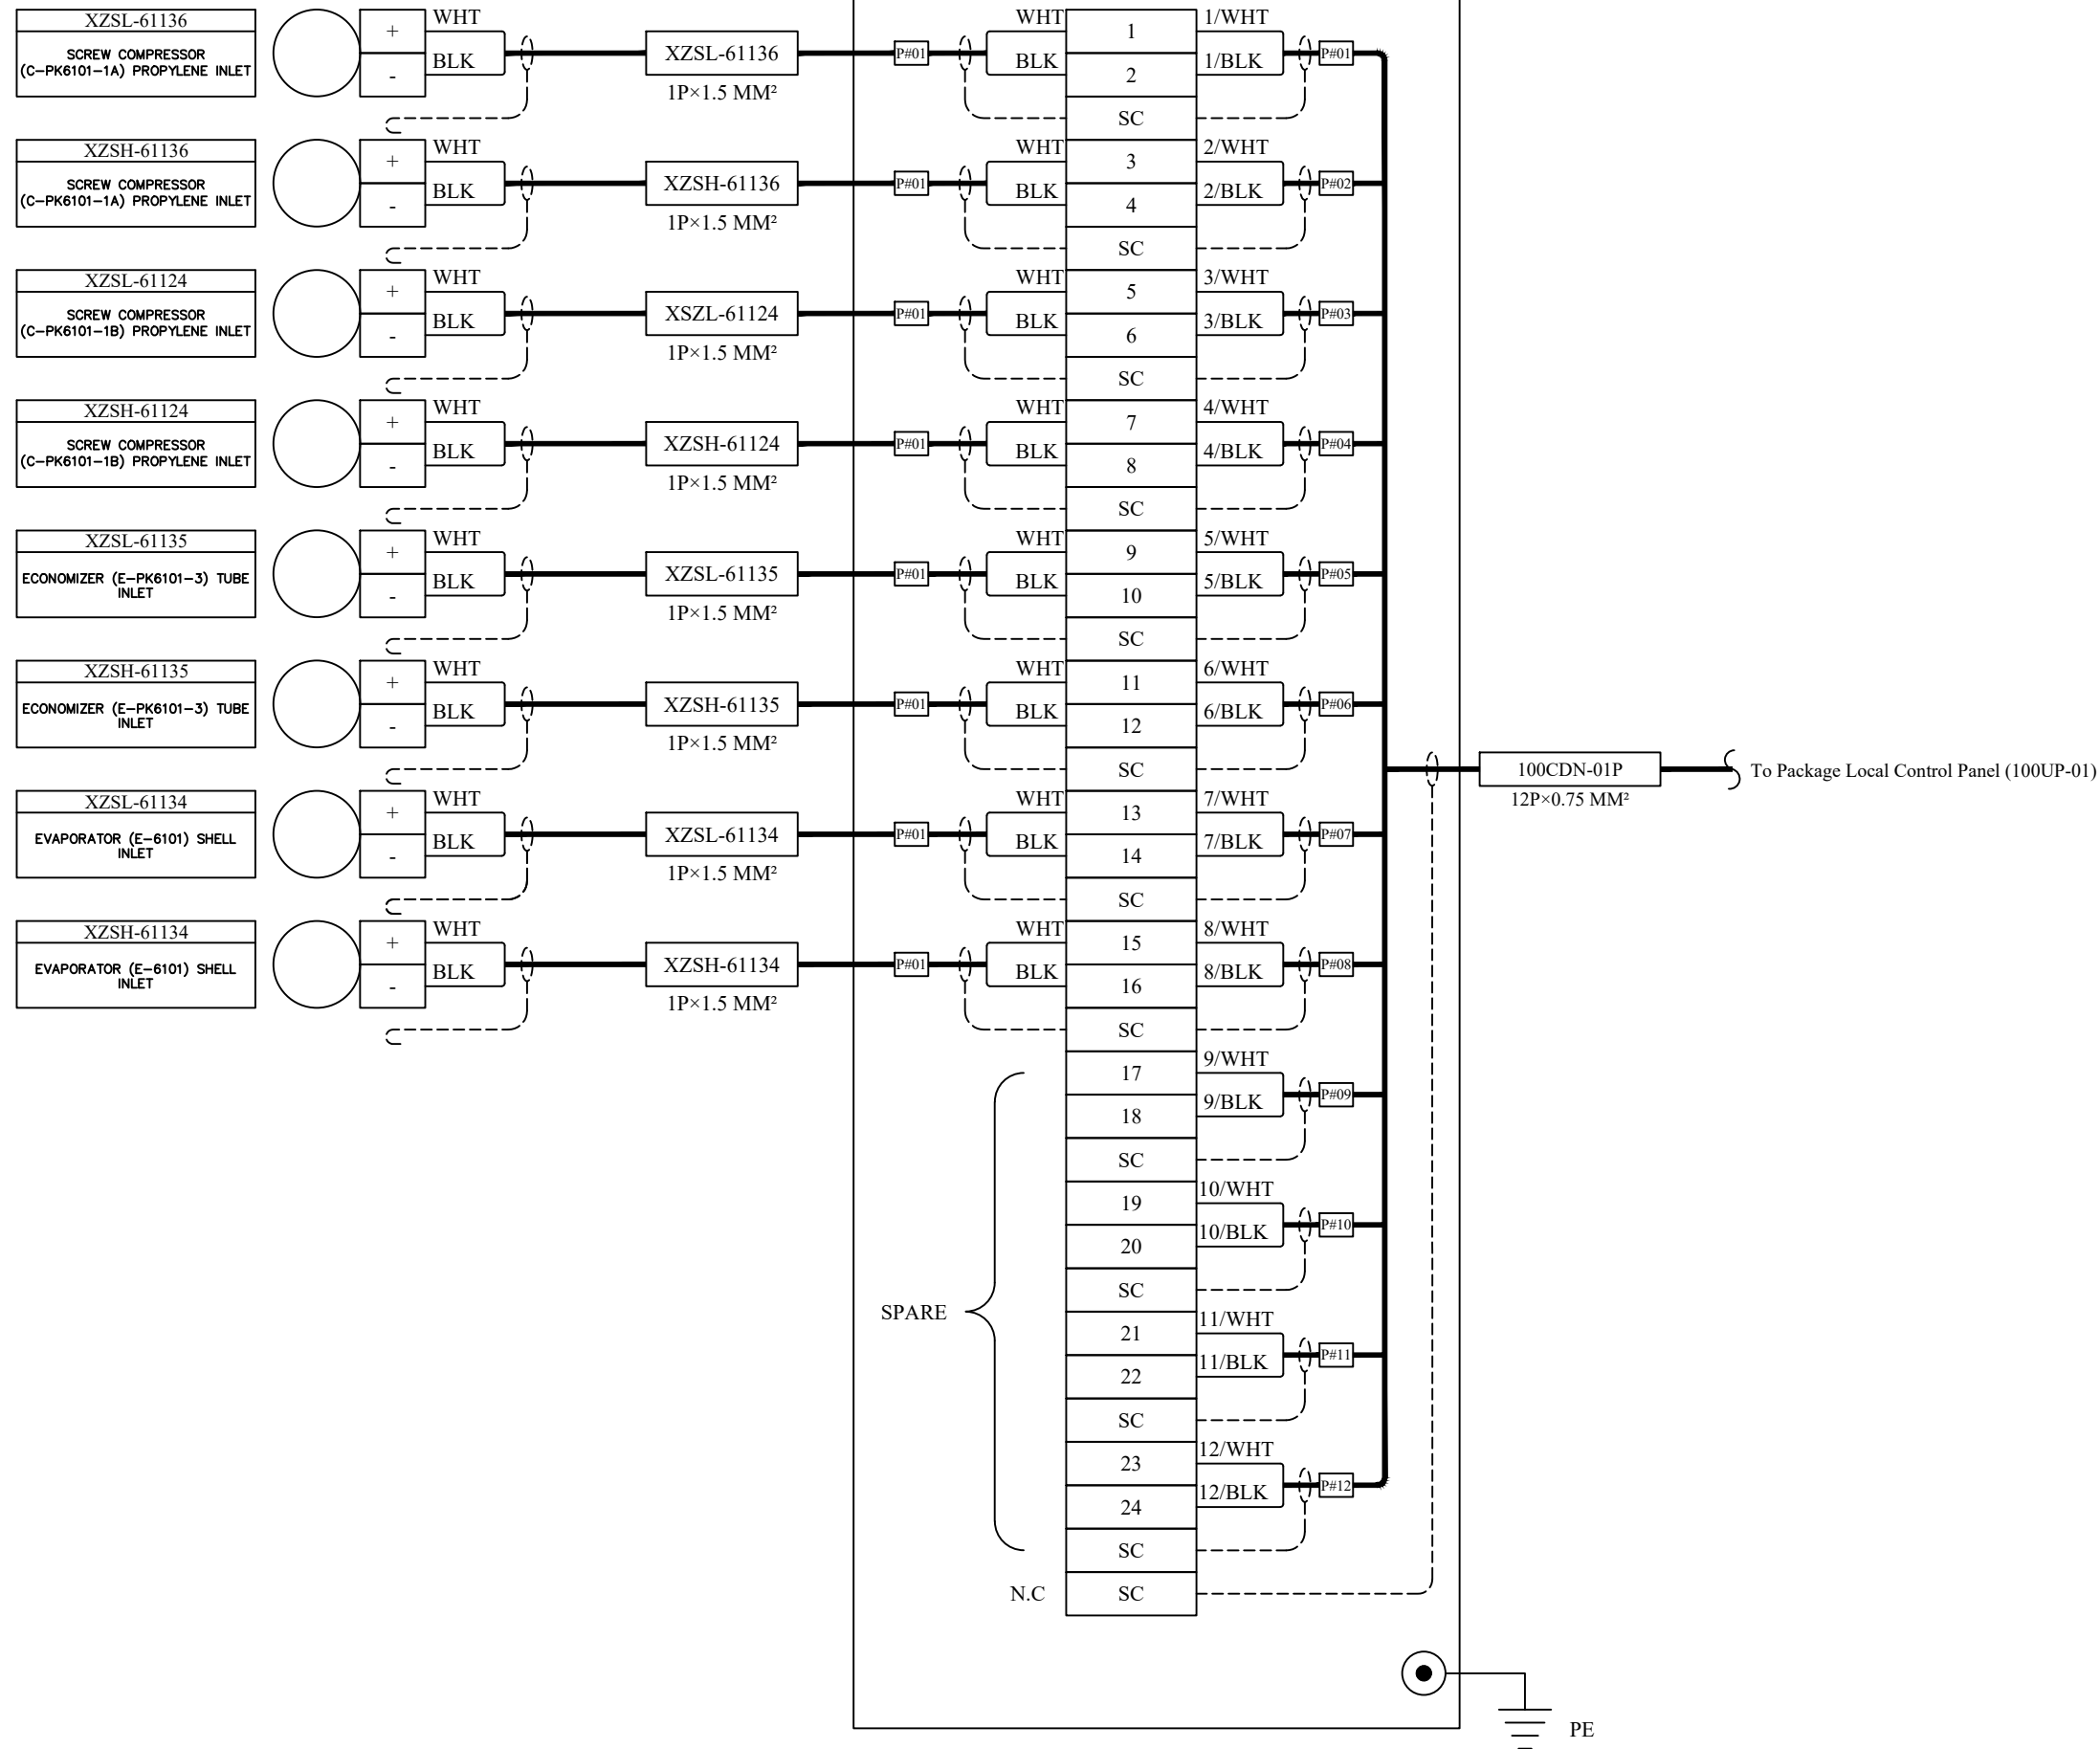 XZSL-61136
SCREW COMPRESSOR
(C-PK6101-1A) PROPYLENE INLET
+
-
WHT
BLK
XZSL-61136
1P×1.5 MM²
P#01
WHT
BLK
1
2
SC
1/WHT
1/BLK
P#01
XZSH-61136
SCREW COMPRESSOR
(C-PK6101-1A) PROPYLENE INLET
+
-
WHT
BLK
XZSH-61136
1P×1.5 MM²
P#01
WHT
BLK
3
4
SC
2/WHT
2/BLK
P#02
XZSL-61124
SCREW COMPRESSOR
(C-PK6101-1B) PROPYLENE INLET
+
-
WHT
BLK
XSZL-61124
1P×1.5 MM²
P#01
WHT
BLK
5
6
SC
3/WHT
3/BLK
P#03
XZSH-61124
SCREW COMPRESSOR
(C-PK6101-1B) PROPYLENE INLET
+
-
WHT
BLK
XZSH-61124
1P×1.5 MM²
P#01
WHT
BLK
7
8
SC
4/WHT
4/BLK
P#04
XZSL-61135
ECONOMIZER (E-PK6101-3) TUBE
INLET
+
-
WHT
BLK
XZSL-61135
1P×1.5 MM²
P#01
WHT
BLK
9
10
SC
5/WHT
5/BLK
P#05
XZSH-61135
ECONOMIZER (E-PK6101-3) TUBE
INLET
+
-
WHT
BLK
XZSH-61135
1P×1.5 MM²
P#01
WHT
BLK
11
12
SC
6/WHT
6/BLK
P#06
100CDN-01P
12P×0.75 MM²
To Package Local Control Panel (100UP-01)
XZSL-61134
EVAPORATOR (E-6101) SHELL
INLET
+
-
WHT
BLK
XZSL-61134
1P×1.5 MM²
P#01
WHT
BLK
13
14
SC
7/WHT
7/BLK
P#07
XZSH-61134
EVAPORATOR (E-6101) SHELL
INLET
+
-
WHT
BLK
XZSH-61134
1P×1.5 MM²
P#01
WHT
BLK
15
16
SC
8/WHT
8/BLK
P#08
SPARE
17
18
SC
9/WHT
9/BLK
P#09
19
20
SC
10/WHT
10/BLK
P#10
21
22
SC
11/WHT
11/BLK
P#11
23
24
SC
12/WHT
12/BLK
P#12
N.C
SC
PE